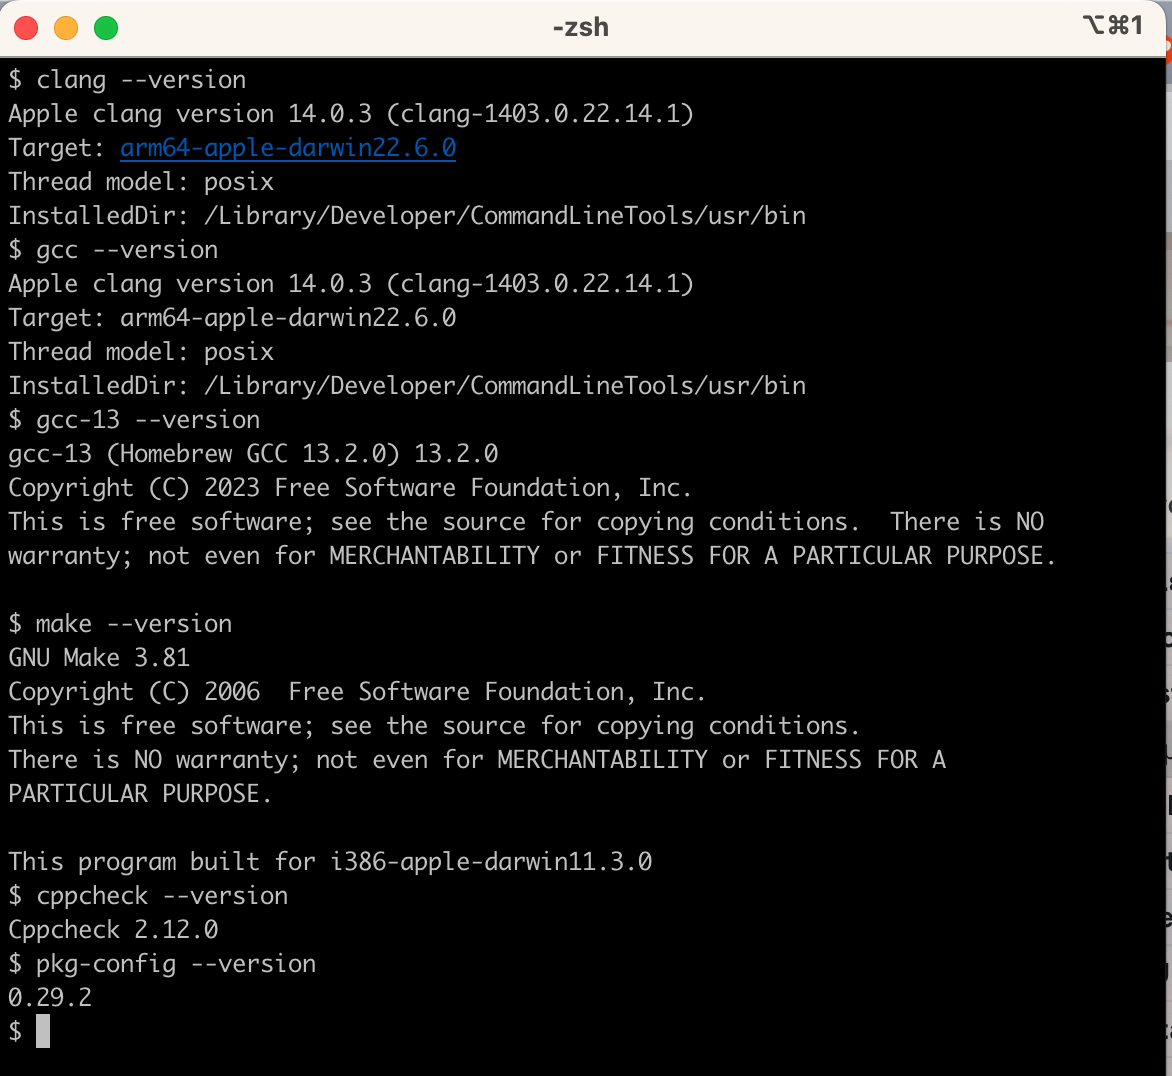 -zsh
⌥⌘1
$ clang --version
Apple clang version 14.0.3 (clang-1403.0.22.14.1)
Target: arm64-apple-darwin22.6.0
Thread model: posix
InstalledDir: /Library/Developer/CommandLineTools/usr/bin
$ gcc --version
Apple clang version 14.0.3 (clang-1403.0.22.14.1)
Target: arm64-apple-darwin22.6.0
Thread model: posix
InstalledDir: /Library/Developer/CommandLineTools/usr/bin
$ gcc-13 --version
gcc-13 (Homebrew GCC 13.2.0) 13.2.0
Copyright (C) 2023 Free Software Foundation, Inc.
This is free software; see the source for copying conditions.  There is NO
warranty; not even for MERCHANTABILITY or FITNESS FOR A PARTICULAR PURPOSE.

$ make --version
GNU Make 3.81
Copyright (C) 2006  Free Software Foundation, Inc.
This is free software; see the source for copying conditions.
There is NO warranty; not even for MERCHANTABILITY or FITNESS FOR A
PARTICULAR PURPOSE.

This program built for i386-apple-darwin11.3.0
$ cppcheck --version
Cppcheck 2.12.0
$ pkg-config --version
0.29.2
$